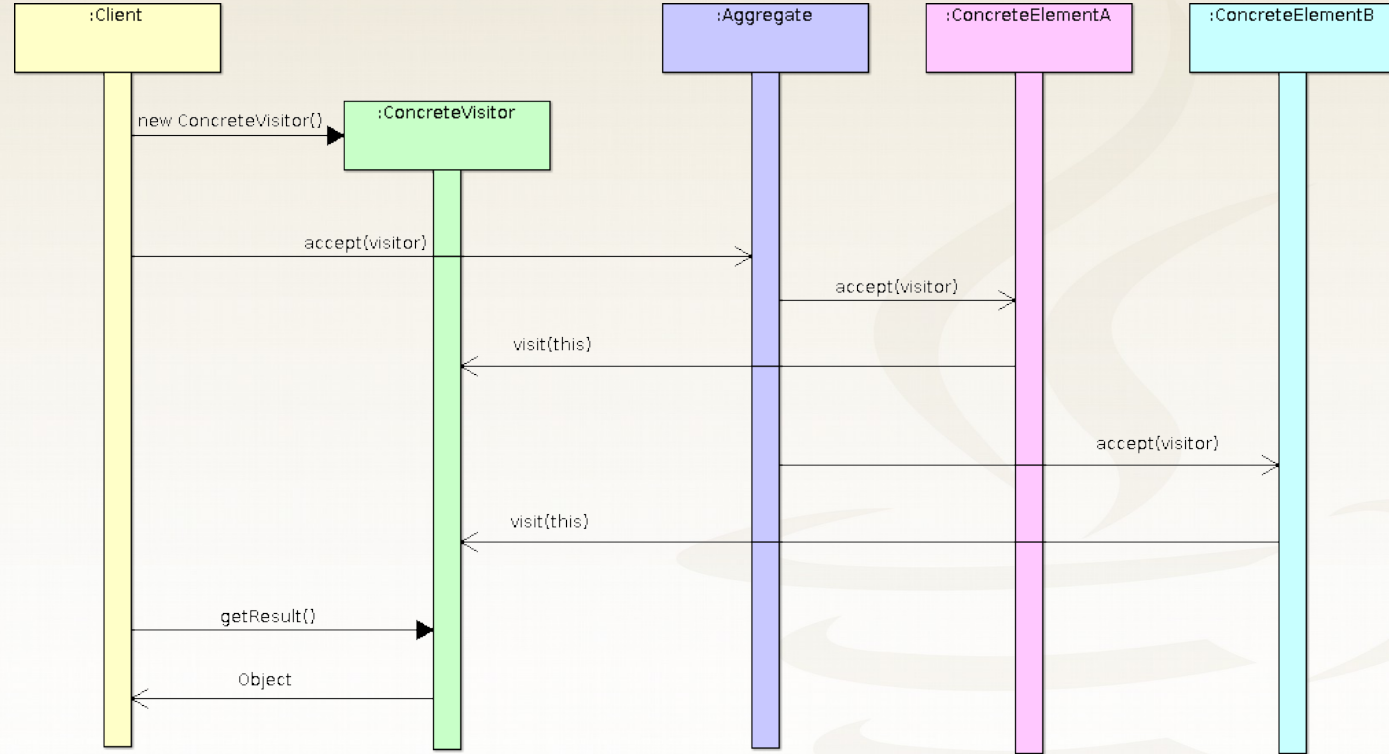 :Client
:Aggregate
:ConcreteElementA
:ConcreteElementB
new ConcreteVisitor()
:ConcreteVisitor
accept(visitor)
accept(visitor)
visit(this)
accept(visitor)
visit(this)
getResult()
Object